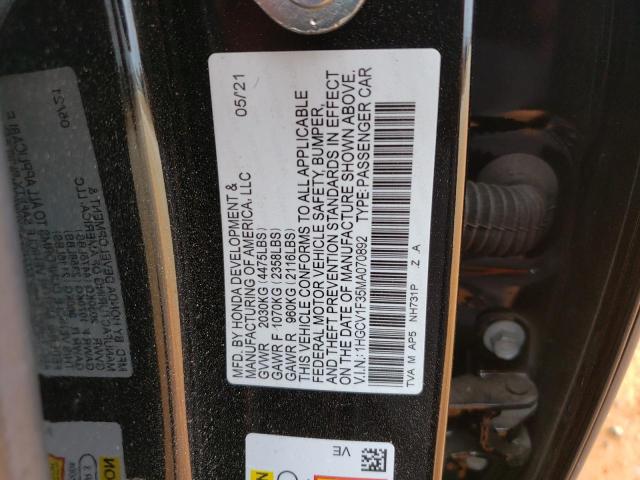 MFD. BY HONDA DEVELOPMENT & 05/21
MANUFACTURING OF AMERICA, LLC
GVWR 2030KG (4475LBS)
GAWR F 1070KG (2358LBS)
GAWR R 960KG (2116LBS)
THIS VEHICLE CONFORMS TO ALL APPLICABLE
FEDERAL MOTOR VEHICLE SAFETY, BUMPER,
AND THEFT PREVENTION STANDARDS IN EFFECT
ON THE DATE OF MANUFACTURE SHOWN ABOVE.
V.I.N.: 1HGCV1F35MA070892 TYPE: PASSENGER CAR
TVA M AP5 NH731P .Z .A
VE